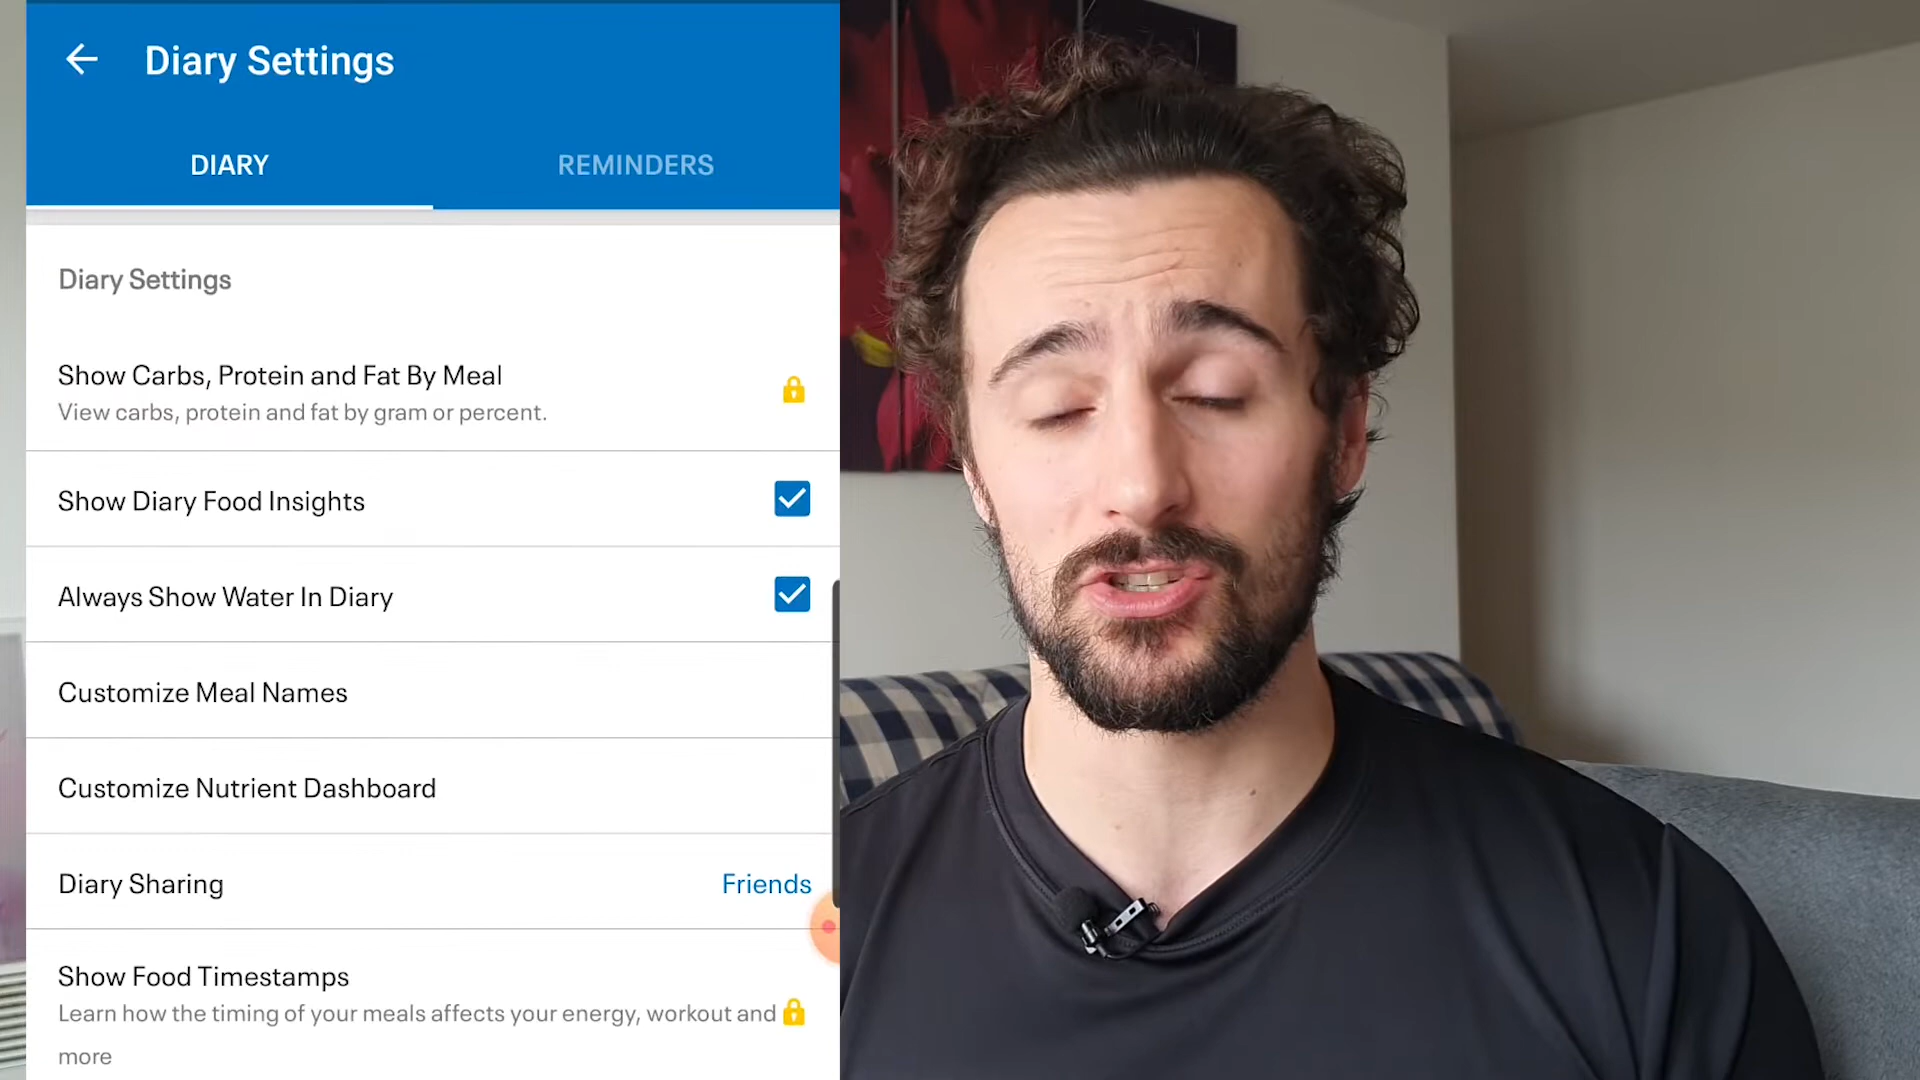 Diary Settings
DIARY
REMINDERS
Diary Settings
Show Carbs, Protein and Fat By Meal
View carbs, protein and fat by gram or percent.
Show Diary Food Insights
Always Show Water In Diary
Customize Meal Names
Customize Nutrient Dashboard
Diary Sharing
Friends
Show Food Timestamps
Learn how the timing of your meals affects your energy, workout and
more